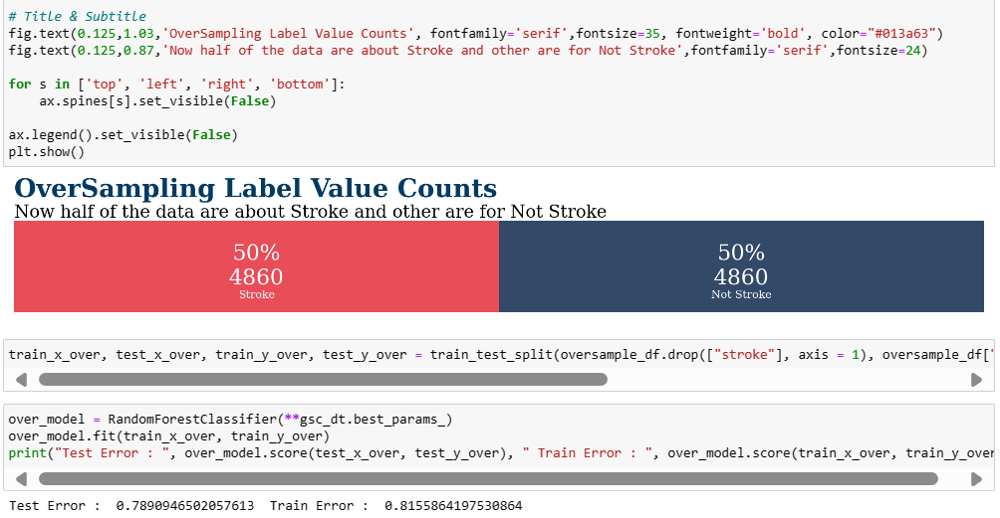 # Title & Subtitle
fig.text(0.125,1.03,'OverSampling Label Value Counts', fontfamily='serif',fontsize=35, fontweight='bold', color="#013a63")
fig.text(0.125,0.87,'Now half of the data are about Stroke and other are for Not Stroke',fontfamily='serif',fontsize=24)
for s in ['top', 'left', 'right', 'bottom']:
    ax.spines[s].set_visible(False)
ax.legend().set_visible(False)
plt.show()
OverSampling Label Value Counts
Now half of the data are about Stroke and other are for Not Stroke
50%
4860
Stroke
50%
4860
Not Stroke
train_x_over, test_x_over, train_y_over, test_y_over = train_test_split(oversample_df.drop(["stroke"], axis = 1), oversample_df['
over_model = RandomForestClassifier(**gsc_dt.best_params_)
over_model.fit(train_x_over, train_y_over)
print("Test Error : ", over_model.score(test_x_over, test_y_over), " Train Error : ", over_model.score(train_x_over, train_y_over
Test Error :  0.7890946502057613  Train Error :  0.8155864197530864